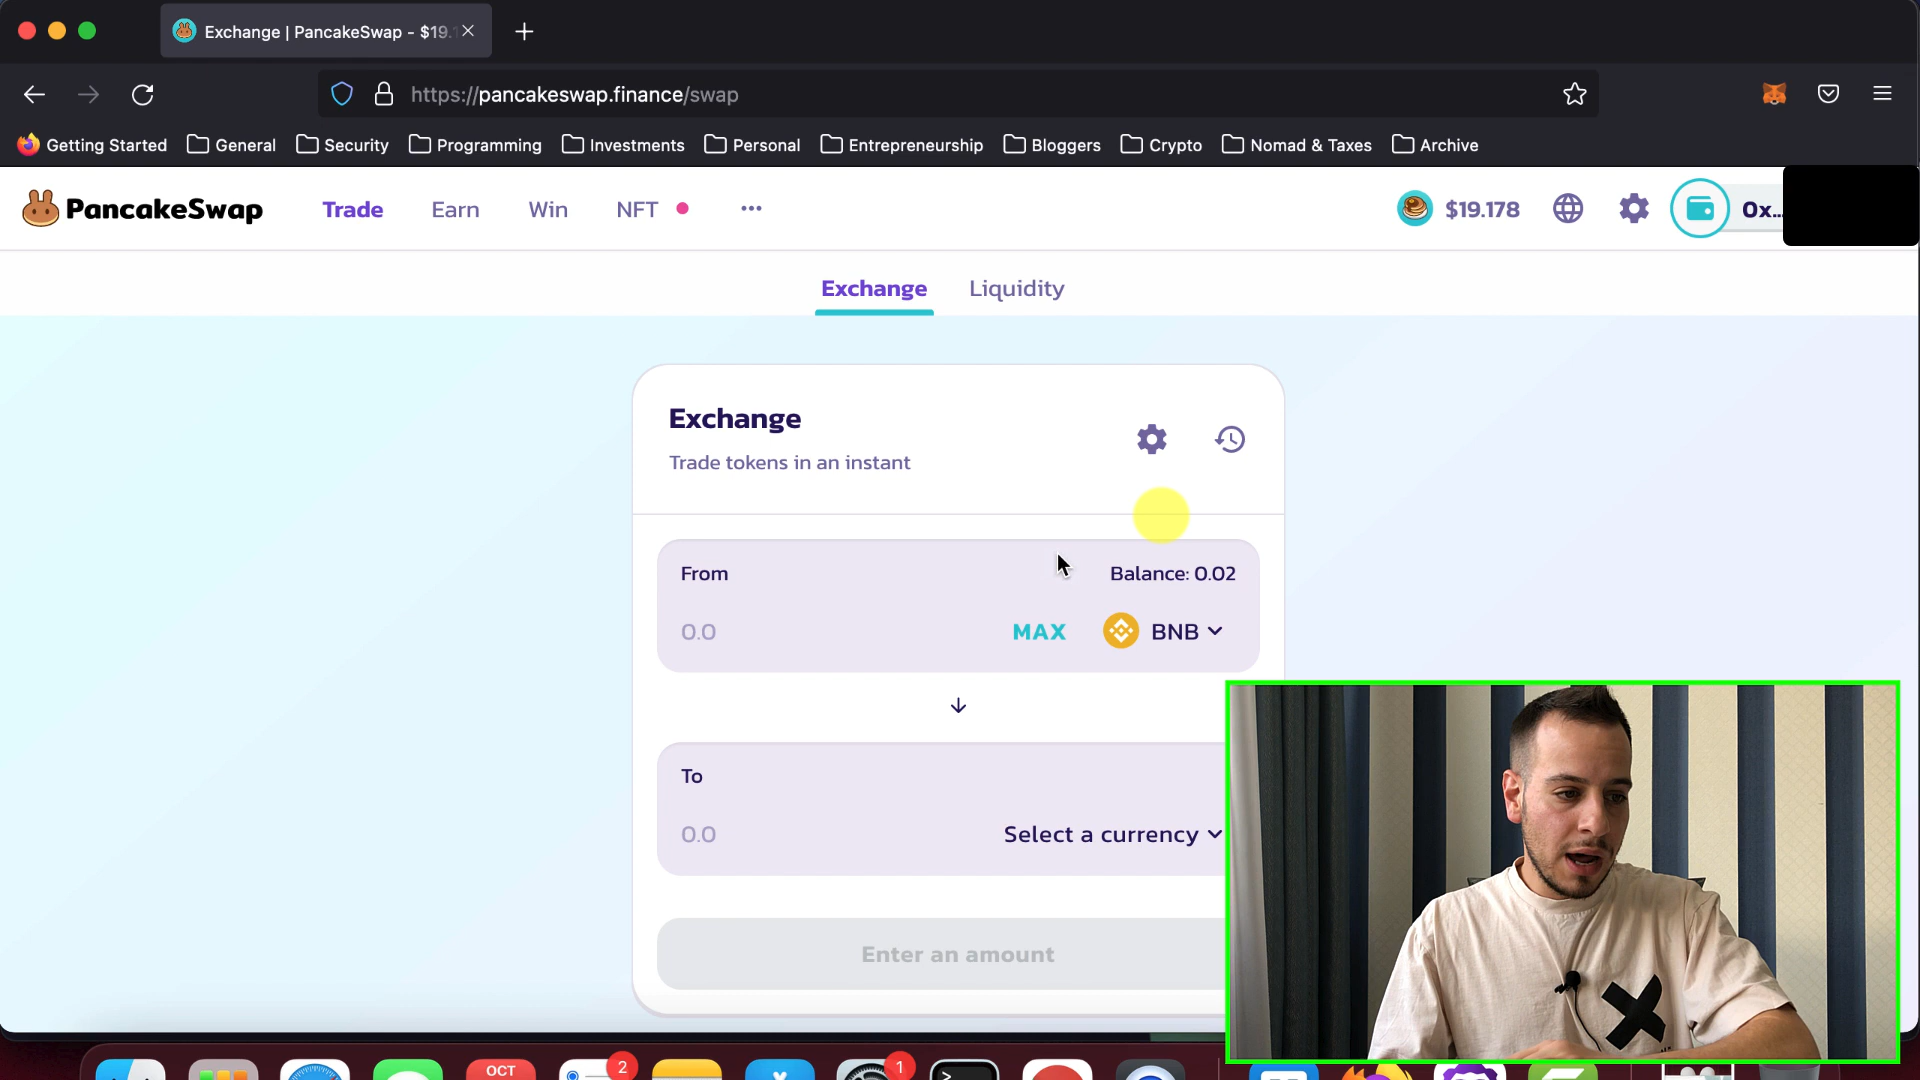 Exchange | PancakeSwap - $19.1
https://pancakeswap.finance/swap
Getting Started General Security Programming Investments Personal Entrepreneurship Bloggers Crypto Nomad & Taxes Archive
PancakeSwap Trade Earn Win NFT ... $19.178 0x...
Exchange Liquidity
Exchange
Trade tokens in an instant
From Balance: 0.02
0.0 MAX BNB
To
0.0 Select a currency
Enter an amount
OCT 2 1